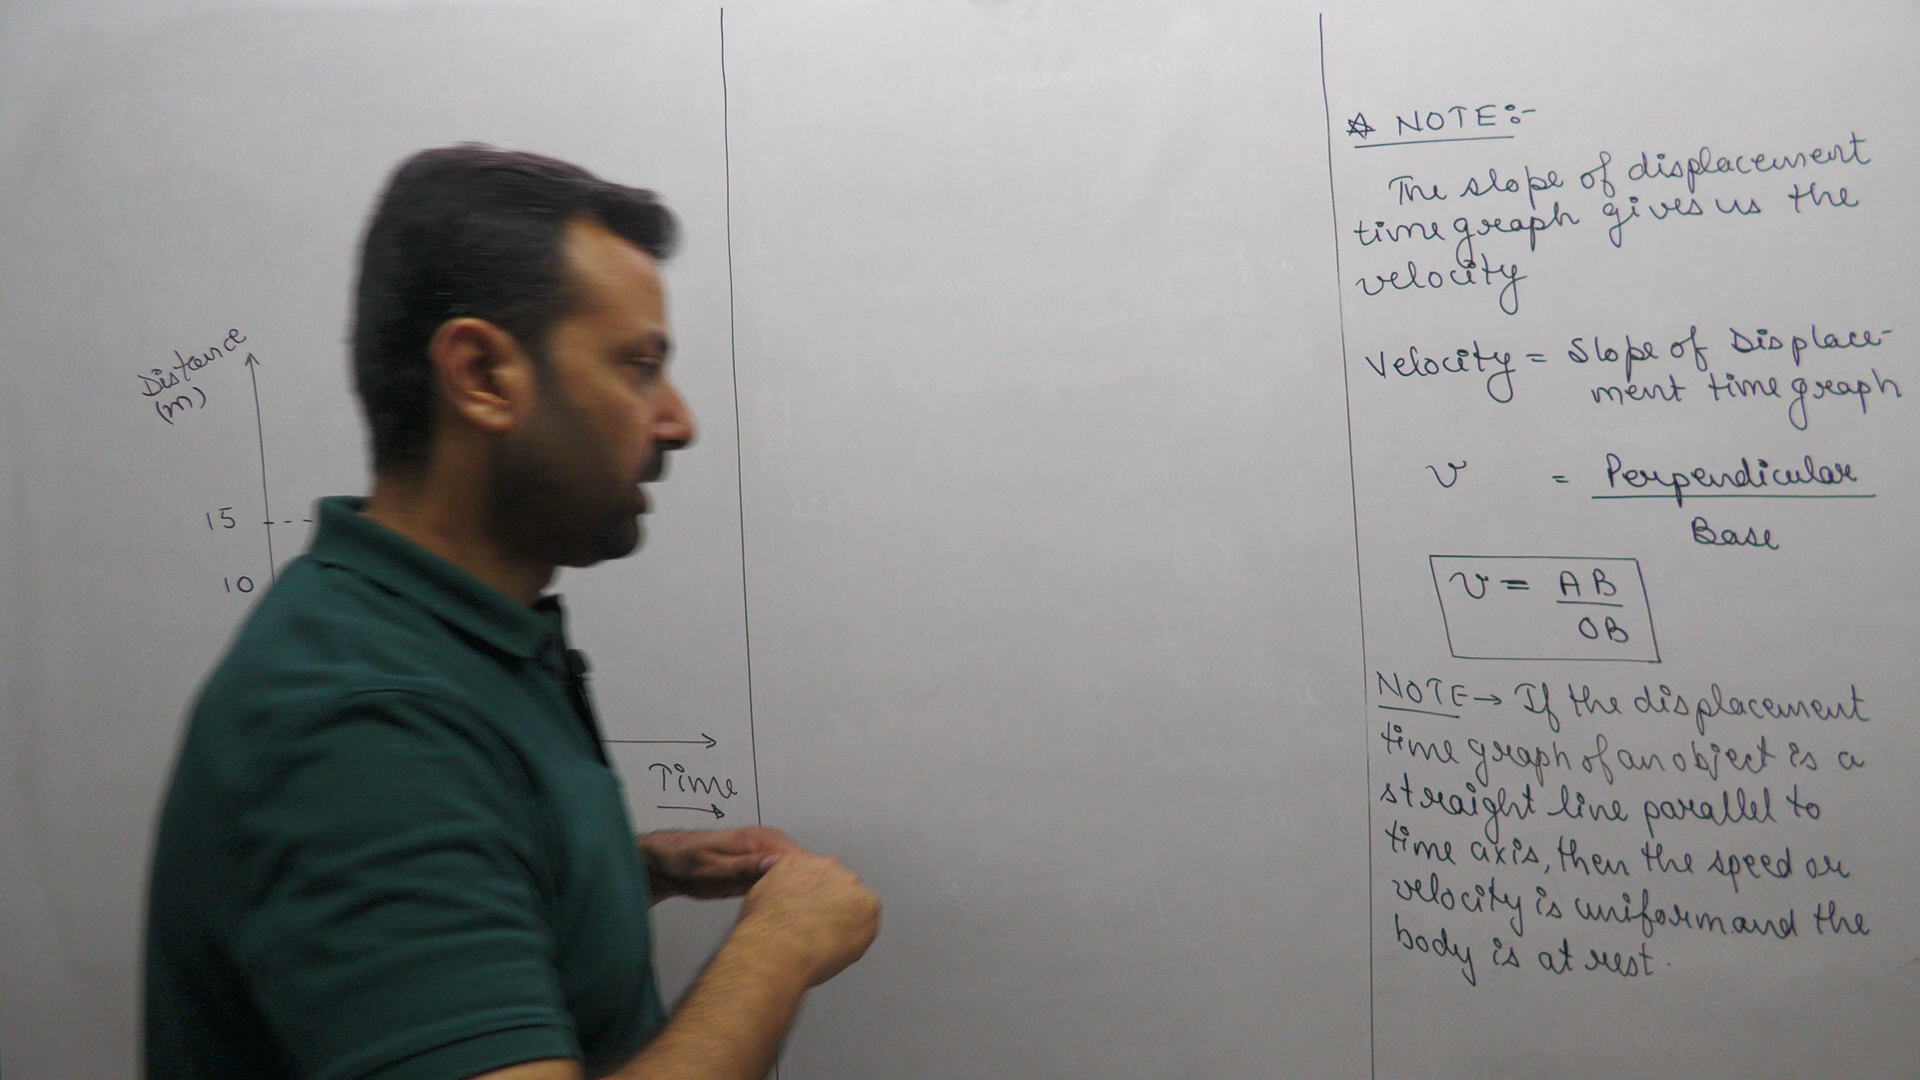 Distance
(m)
15
10
Time
NOTE:-
The slope of displacement
time graph gives us the
velocity
Velocity = Slope of Displace-
ment time graph
v = Perpendicular
Base
v = AB
OB
NOTE → If the displacement
time graph of an object is a
straight line parallel to
time axis, then the speed or
velocity is uniform and the
body is at rest.